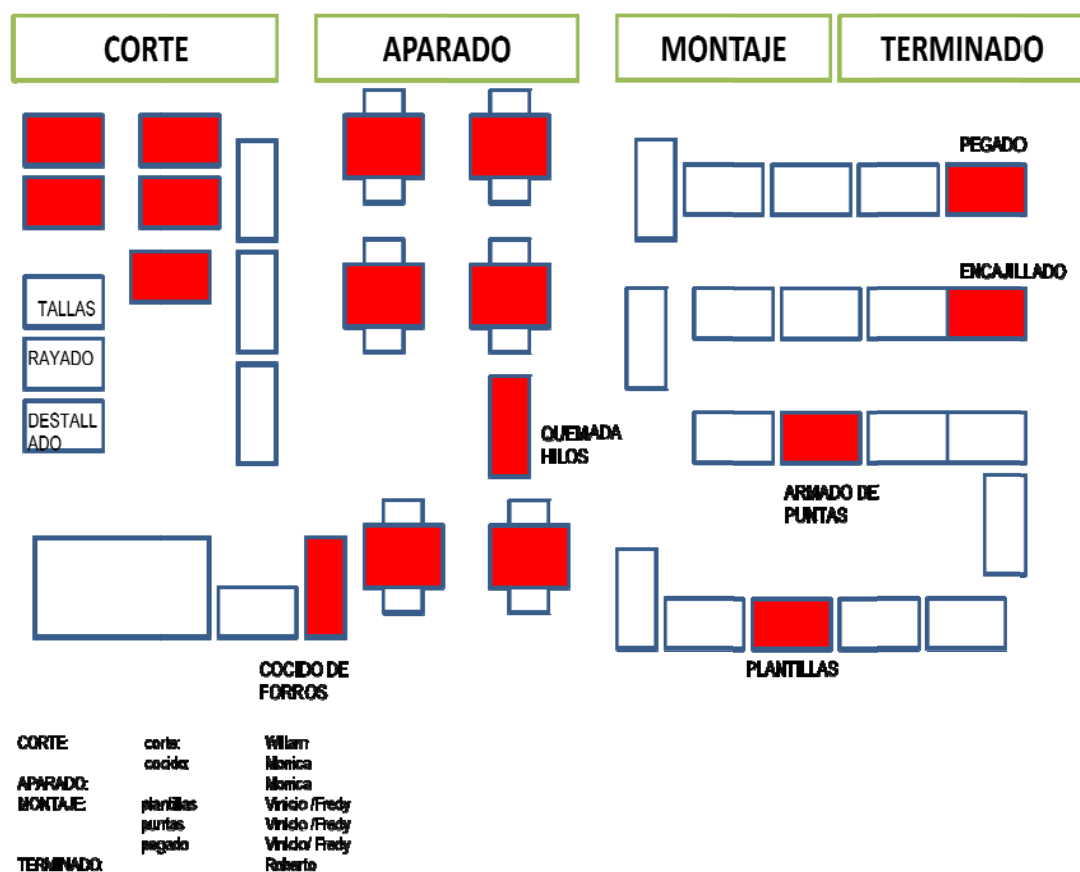 CORTE
APARADO
MONTAJE
TERMINADO
PEGADO
ENCAJILLADO
TALLAS
RAYADO
DESTALL
ADO
QUEMADA
HILOS
ARMADO DE
PUNTAS
COCIDO DE
FORROS
PLANTILLAS
CORTE: corte: William
cocido: Monica
APARADO: Monica
MONTAJE: plantillas Vinicio /Fredy
puntas Vinicio /Fredy
pegado Vinicio/ Fredy
TERMINADO: Roberto